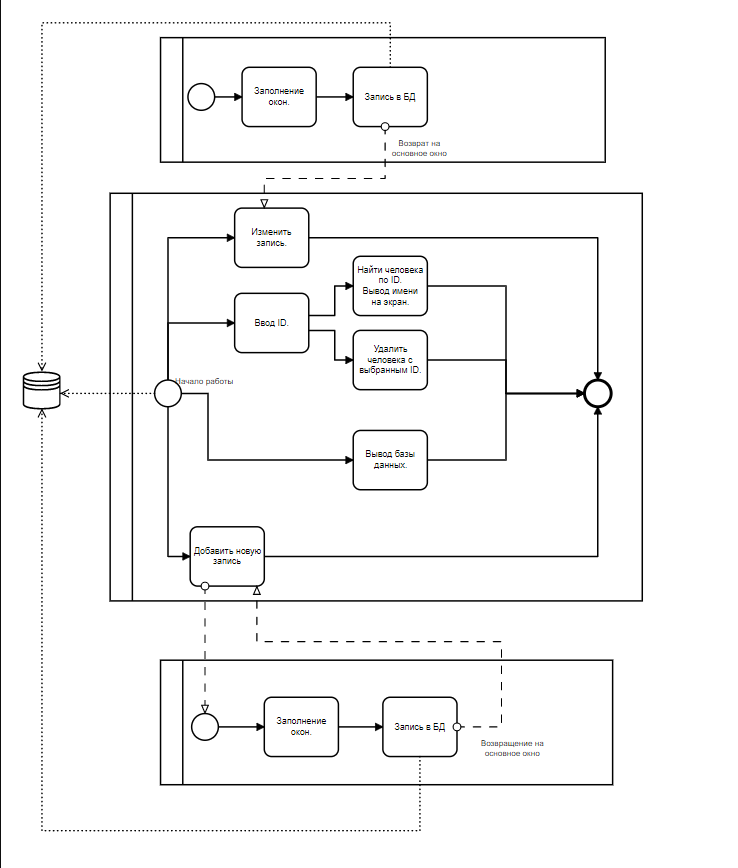 Заполнение
окон.
Запись в БД
Возврат на
основное окно
Изменить
запись.
Найти человека
по ID.
Вывод имени
на экран.
Ввод ID.
Удалить
человека с
выбранным ID.
Начало работы
Вывод базы
данных.
Добавить новую
запись
Заполнение
окон.
Запись в БД
Возвращение на
основное окно